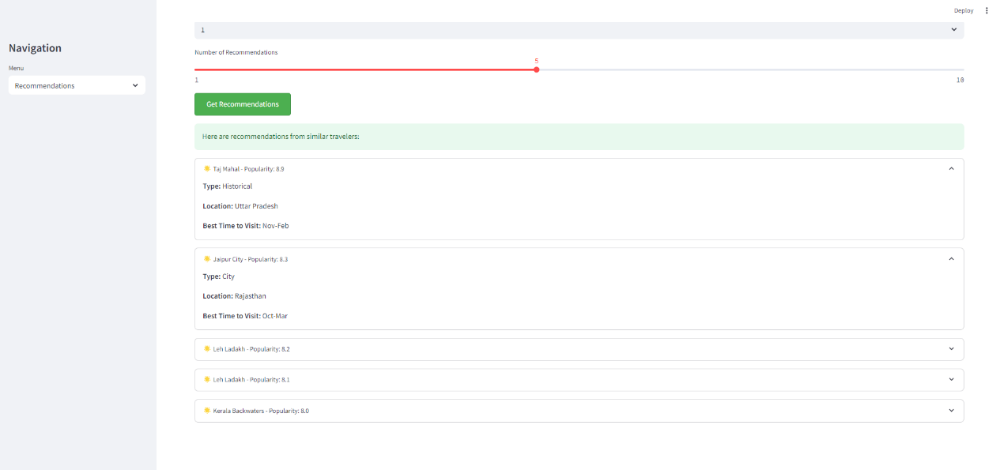 Deploy
Navigation
Menu
Recommendations
1
Number of Recommendations
5
1
10
Get Recommendations
Here are recommendations from similar travelers:
Taj Mahal - Popularity: 8.9
Type: Historical
Location: Uttar Pradesh
Best Time to Visit: Nov-Feb
Jaipur City - Popularity: 8.3
Type: City
Location: Rajasthan
Best Time to Visit: Oct-Mar
Leh Ladakh - Popularity: 8.2
Leh Ladakh - Popularity: 8.1
Kerala Backwaters - Popularity: 8.0